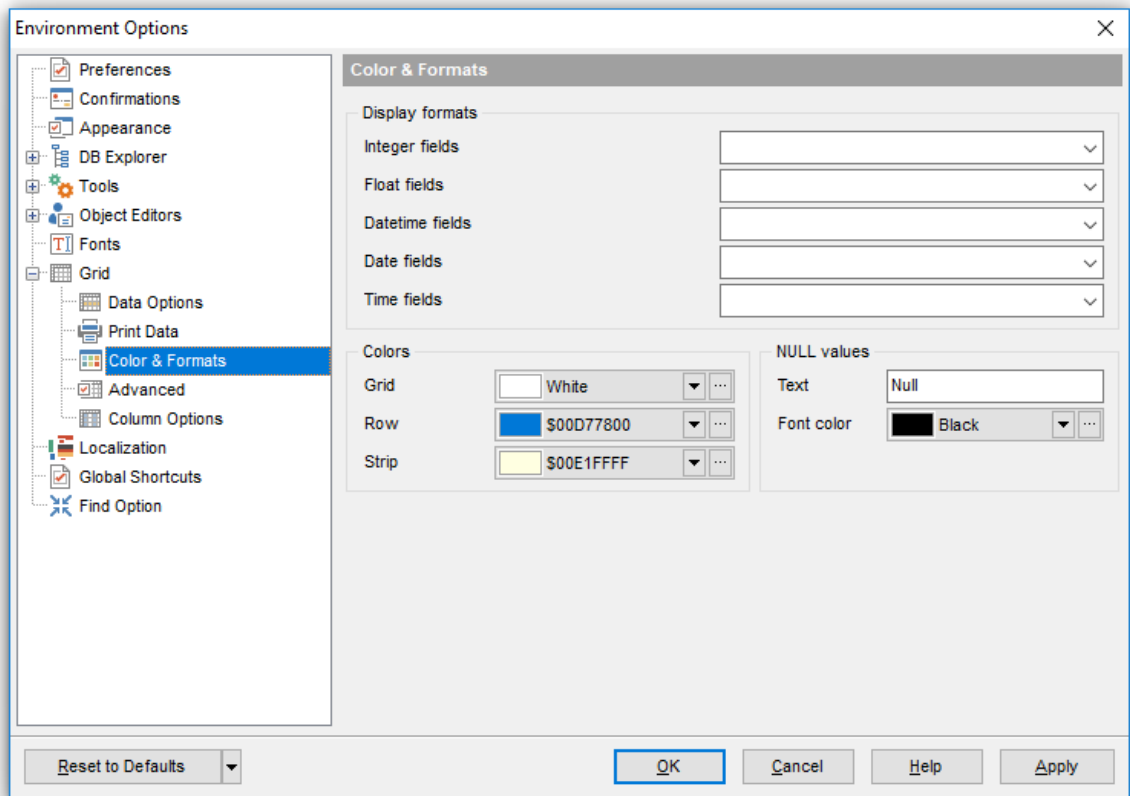 Environment Options
Preferences
Confirmations
Appearance
DB Explorer
Tools
Object Editors
Fonts
Grid
Data Options
Print Data
Color & Formats
Advanced
Column Options
Localization
Global Shortcuts
Find Option
Color & Formats
Display formats
Integer fields
Float fields
Datetime fields
Date fields
Time fields
Colors
Grid White
Row $00D77800
Strip $00E1FFFF
NULL values
Text Null
Font color Black
Reset to Defaults OK Cancel Help Apply